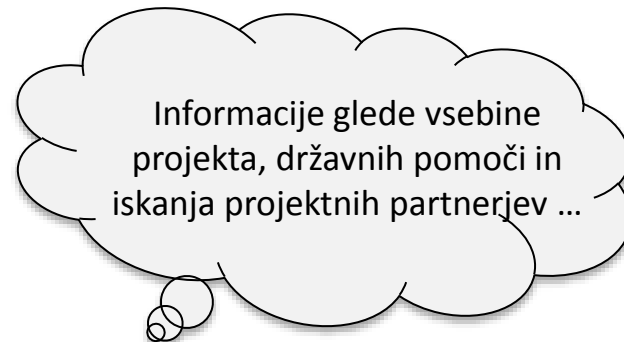 Informacije glede vsebine
projekta, državnih pomoči in
iskanja projektnih partnerjev ...